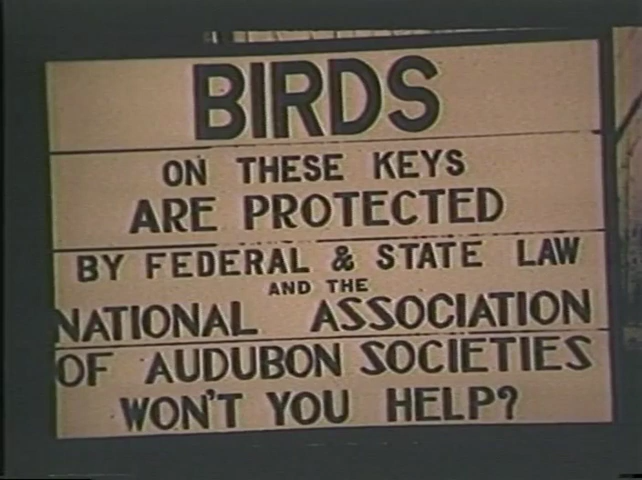 BIRDS
ON THESE KEYS
ARE PROTECTED
BY FEDERAL & STATE LAW
AND THE
NATIONAL ASSOCIATION
OF AUDUBON SOCIETIES
WON'T YOU HELP?